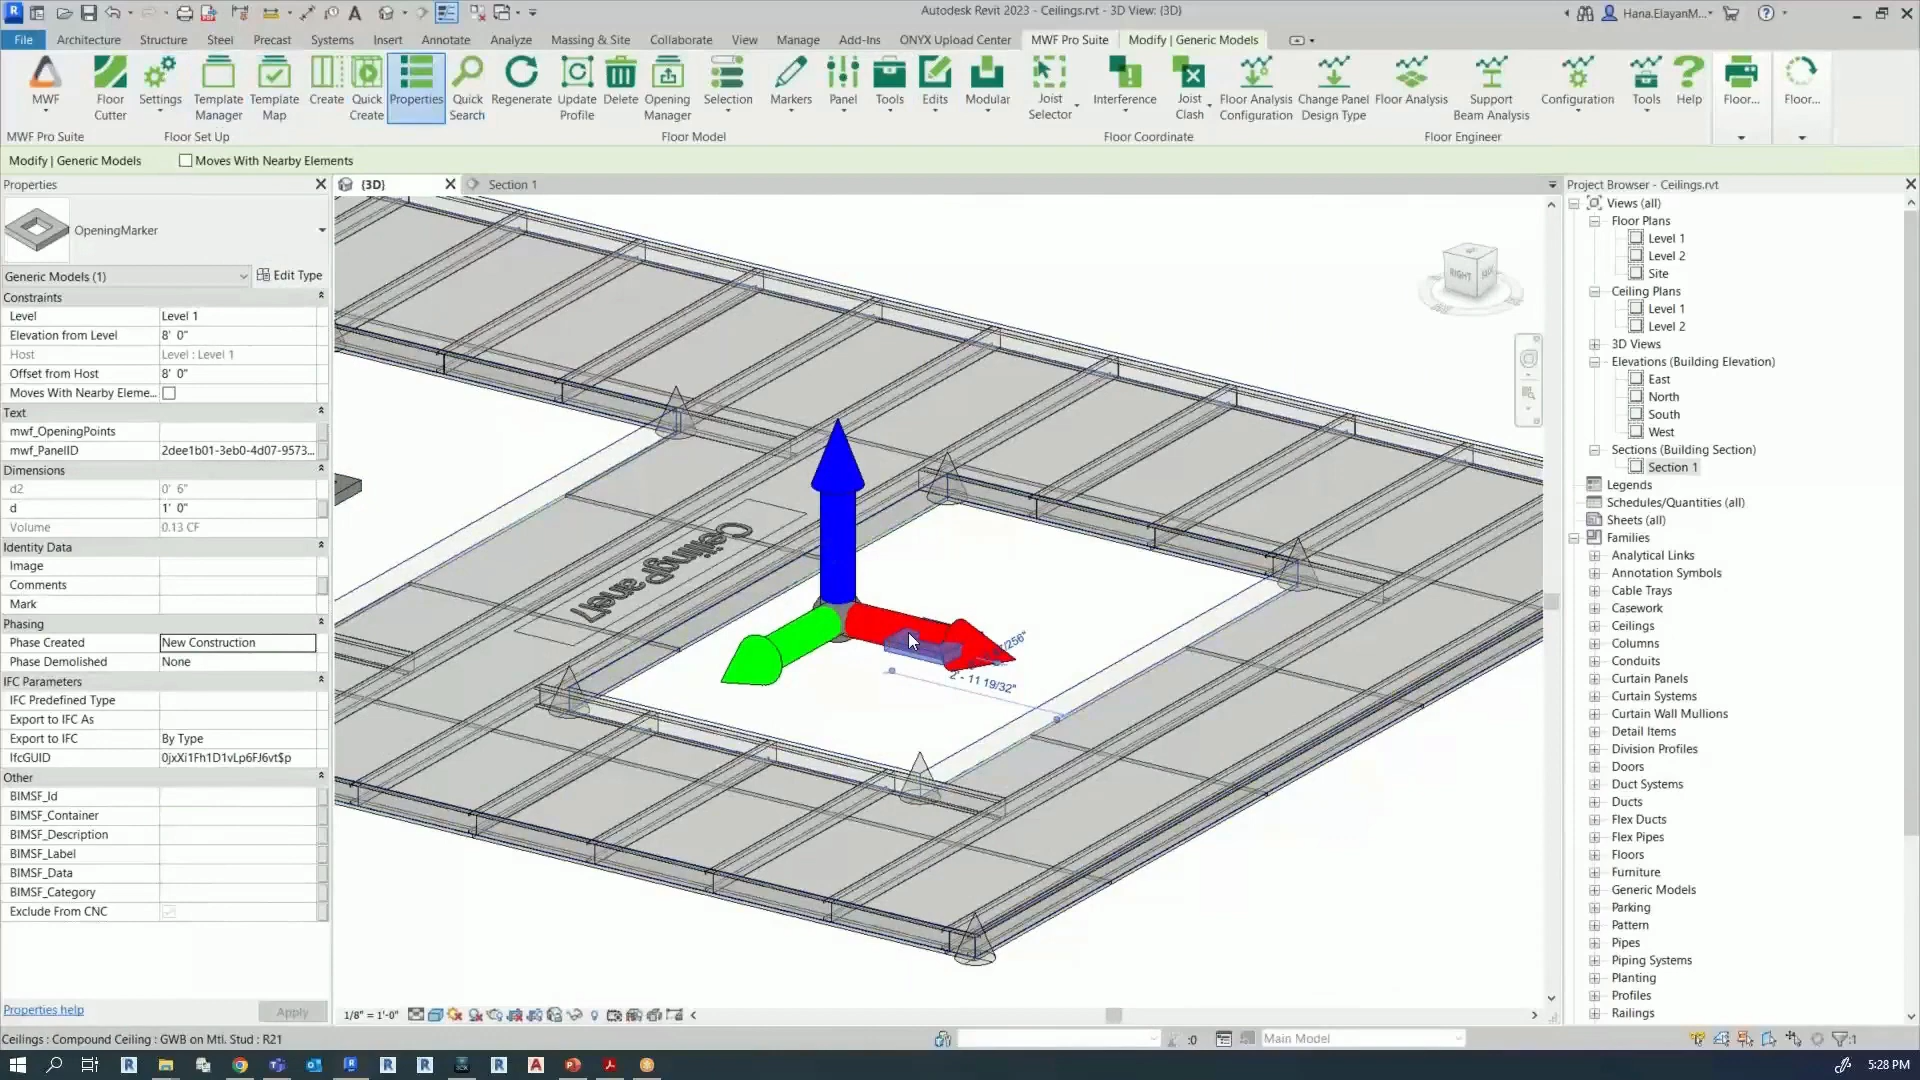 Autodesk Revit 2023 - Ceilings.rvt - 3D View: {3D}
Hana.ElayanM...
File Architecture Structure Steel Precast Systems Insert Annotate Analyze Massing & Site Collaborate View Manage Add-Ins ONYX Upload Center MWF Pro Suite Modify | Generic Models
MWF
Floor Cutter
Settings
Template Manager
Template Map
Create
Quick Create
Properties
Quick Search
Regenerate
Update Profile
Delete
Opening Manager
Selection
Markers
Panel
Tools
Edits
Modular
Joist Selector
Interference
Joist Clash
Floor Analysis Configuration
Change Panel Design Type
Floor Analysis
Support Beam Analysis
Configuration
Tools
Help
Floor...
Floor...
MWF Pro Suite
Floor Set Up
Floor Model
Floor Coordinate
Floor Engineer
Modify | Generic Models
Moves With Nearby Elements
Properties
OpeningMarker
Generic Models (1)
Edit Type
Constraints
Level Level 1
Elevation from Level 8' 0"
Host Level : Level 1
Offset from Host 8' 0"
Moves With Nearby Eleme...
Text
mwf_OpeningPoints
mwf_PanelID 2dee1b01-3eb0-4d07-9573...
Dimensions
d2 0' 6"
d 1' 0"
Volume 0.13 CF
Identity Data
Image
Comments
Mark
Phasing
Phase Created New Construction
Phase Demolished None
IFC Parameters
IFC Predefined Type
Export to IFC As
Export to IFC By Type
IfcGUID 0jxXi1Fh1D1vLp6FJ6vt$p
Other
BIMSF_Id
BIMSF_Container
BIMSF_Description
BIMSF_Label
BIMSF_Data
BIMSF_Category
Exclude From CNC
Properties help
Apply
{3D}
Section 1
RIGHT
CeilingPanel7
2' - 11 19/32"
1/8" = 1'-0"
Project Browser - Ceilings.rvt
Views (all)
Floor Plans
Level 1
Level 2
Site
Ceiling Plans
Level 1
Level 2
3D Views
Elevations (Building Elevation)
East
North
South
West
Sections (Building Section)
Section 1
Legends
Schedules/Quantities (all)
Sheets (all)
Families
Analytical Links
Annotation Symbols
Cable Trays
Casework
Ceilings
Columns
Conduits
Curtain Panels
Curtain Systems
Curtain Wall Mullions
Detail Items
Division Profiles
Doors
Duct Systems
Ducts
Flex Ducts
Flex Pipes
Floors
Furniture
Generic Models
Parking
Pattern
Pipes
Piping Systems
Planting
Profiles
Railings
Ceilings : Compound Ceiling : GWB on Mtl. Stud : R21
:0
Main Model
:1
5:28 PM